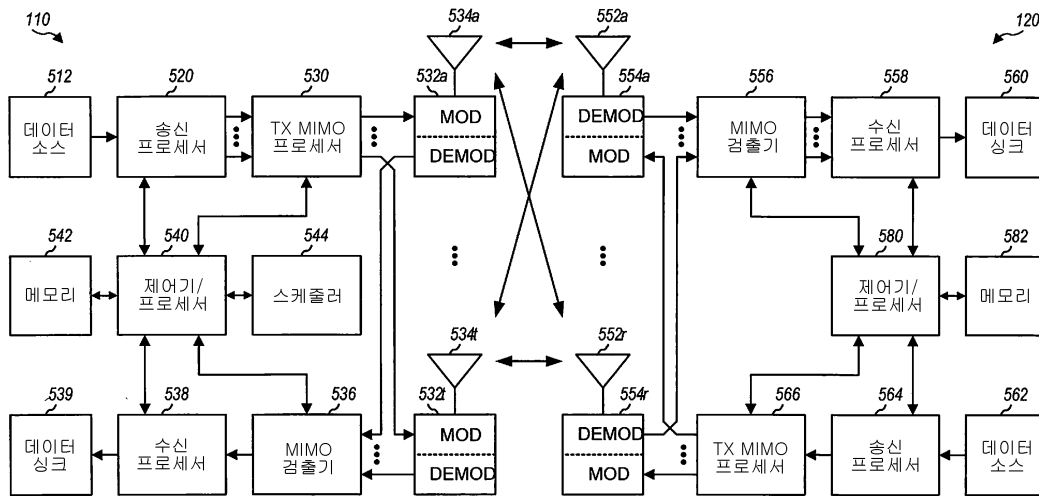 110
120
534a
552a
512
520
530
532a
554a
556
558
560
데이터
소스
송신
프로세서
TX MIMO
프로세서
MOD
DEMOD
DEMOD
MOD
MIMO
검출기
수신
프로세서
데이터
싱크
542
540
544
580
582
메모리
제어기/
프로세서
스케줄러
제어기/
프로세서
메모리
534t
552r
539
538
536
532t
554r
566
564
562
데이터
싱크
수신
프로세서
MIMO
검출기
MOD
DEMOD
DEMOD
MOD
TX MIMO
프로세서
송신
프로세서
데이터
소스